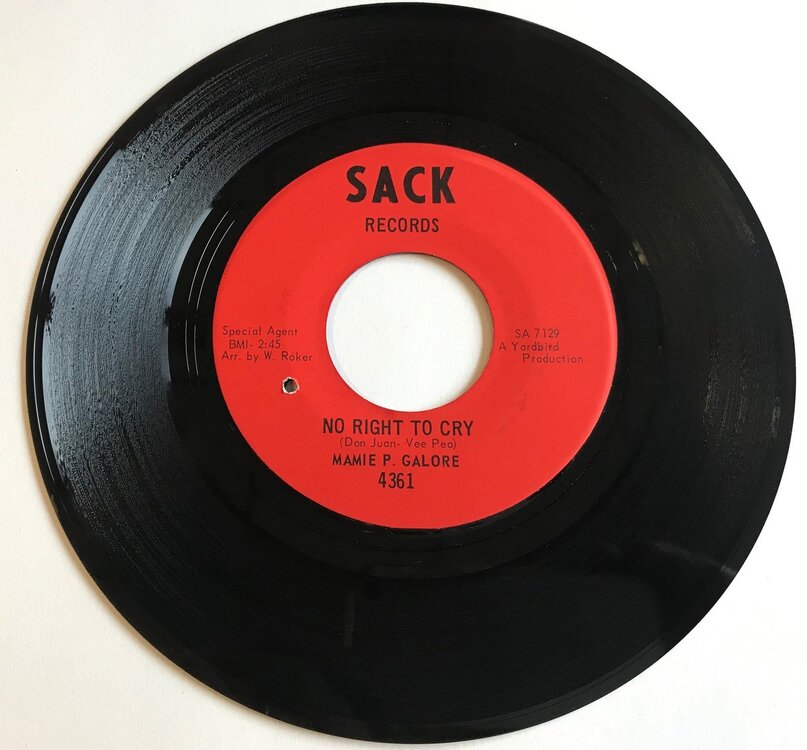 SACK
RECORDS
Special Agent
BMI- 2:45
Arr. by W. Roker
SA 7129
A Yardbird
Production
NO RIGHT TO CRY
(Don Juan- Vee Pea)
MAMIE P. GALORE
4361